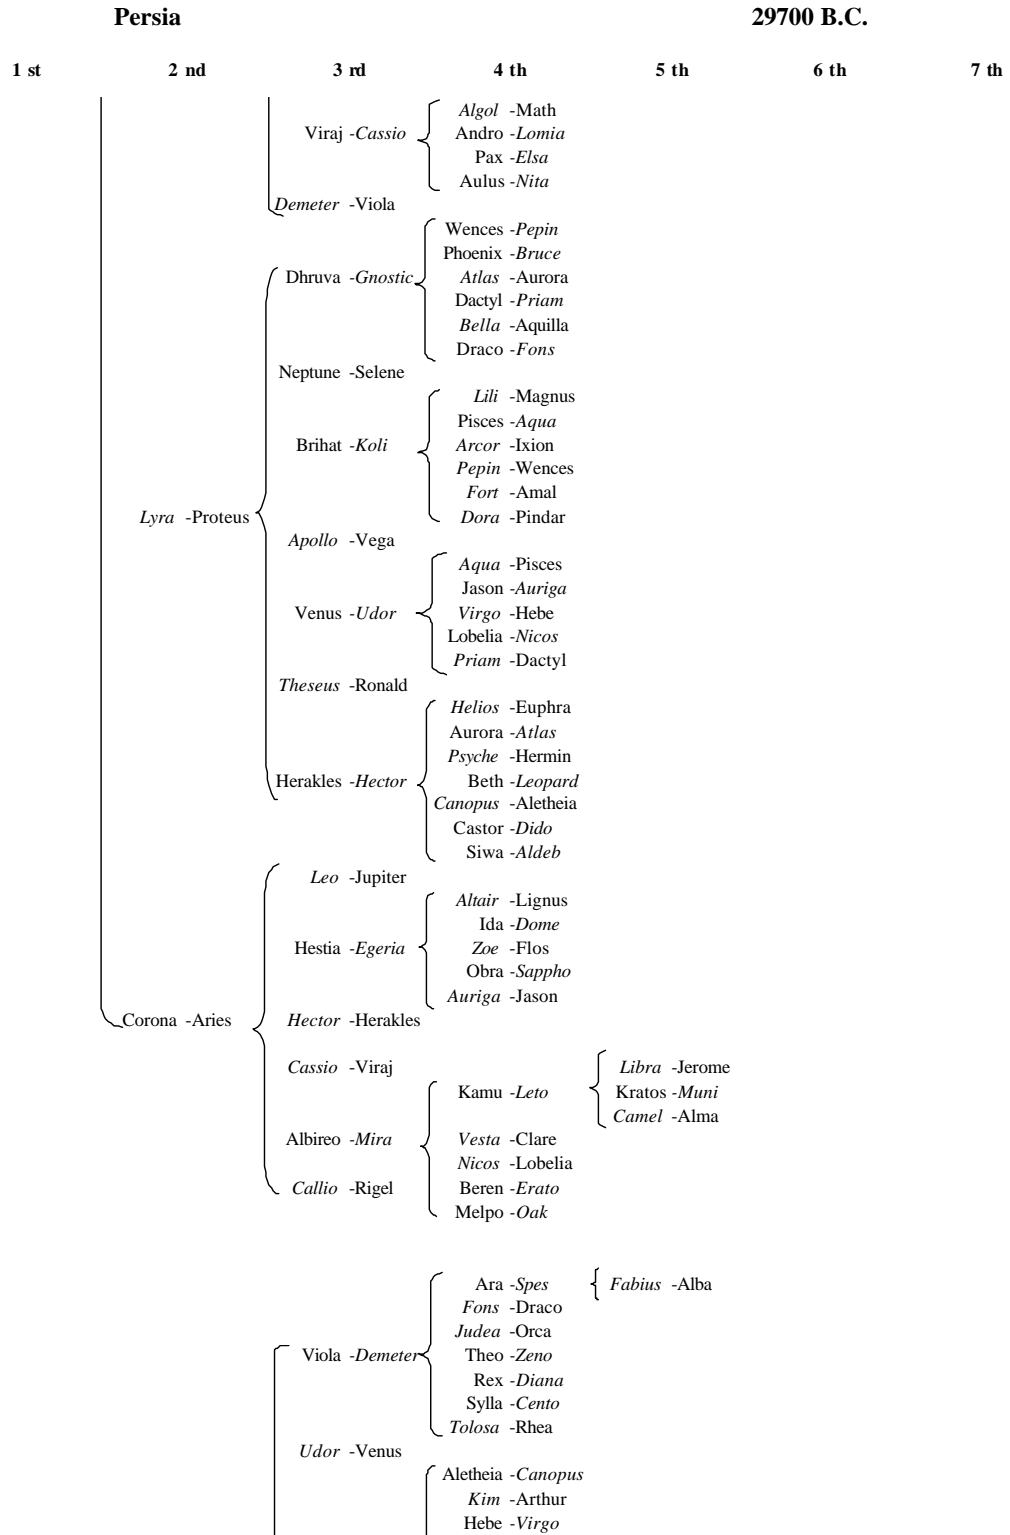 Persia 29700 B.C.
1 st 2 nd 3 rd 4 th 5 th 6 th 7 th
Algol -Math
Viraj -Cassio
Andro -Lomia
Pax -Elsa
Aulus -Nita
Demeter -Viola
Wences -Pepin
Phoenix -Bruce
Dhruva -Gnostic
Atlas -Aurora
Dactyl -Priam
Bella -Aquilla
Draco -Fons
Neptune -Selene
Lili -Magnus
Pisces -Aqua
Brihat -Koli
Arcor -Ixion
Pepin -Wences
Fort -Amal
Lyra -Proteus
Dora -Pindar
Apollo -Vega
Aqua -Pisces
Jason -Auriga
Venus -Udor
Virgo -Hebe
Lobelia -Nicos
Priam -Dactyl
Theseus -Ronald
Helios -Euphra
Aurora -Atlas
Psyche -Hermin
Herakles -Hector
Beth -Leopard
Canopus -Aletheia
Castor -Dido
Siwa -Aldeb
Leo -Jupiter
Altair -Lignus
Ida -Dome
Hestia -Egeria
Zoe -Flos
Obra -Sappho
Auriga -Jason
Corona -Aries
Hector -Herakles
Cassio -Viraj
Libra -Jerome
Kamu -Leto
Kratos -Muni
Camel -Alma
Albireo -Mira
Vesta -Clare
Nicos -Lobelia
Callio -Rigel
Beren -Erato
Melpo -Oak
Ara -Spes
Fabius -Alba
Fons -Draco
Judea -Orca
Viola -Demeter
Theo -Zeno
Rex -Diana
Sylla -Cento
Tolosa -Rhea
Udor -Venus
Aletheia -Canopus
Kim -Arthur
Hebe -Virgo